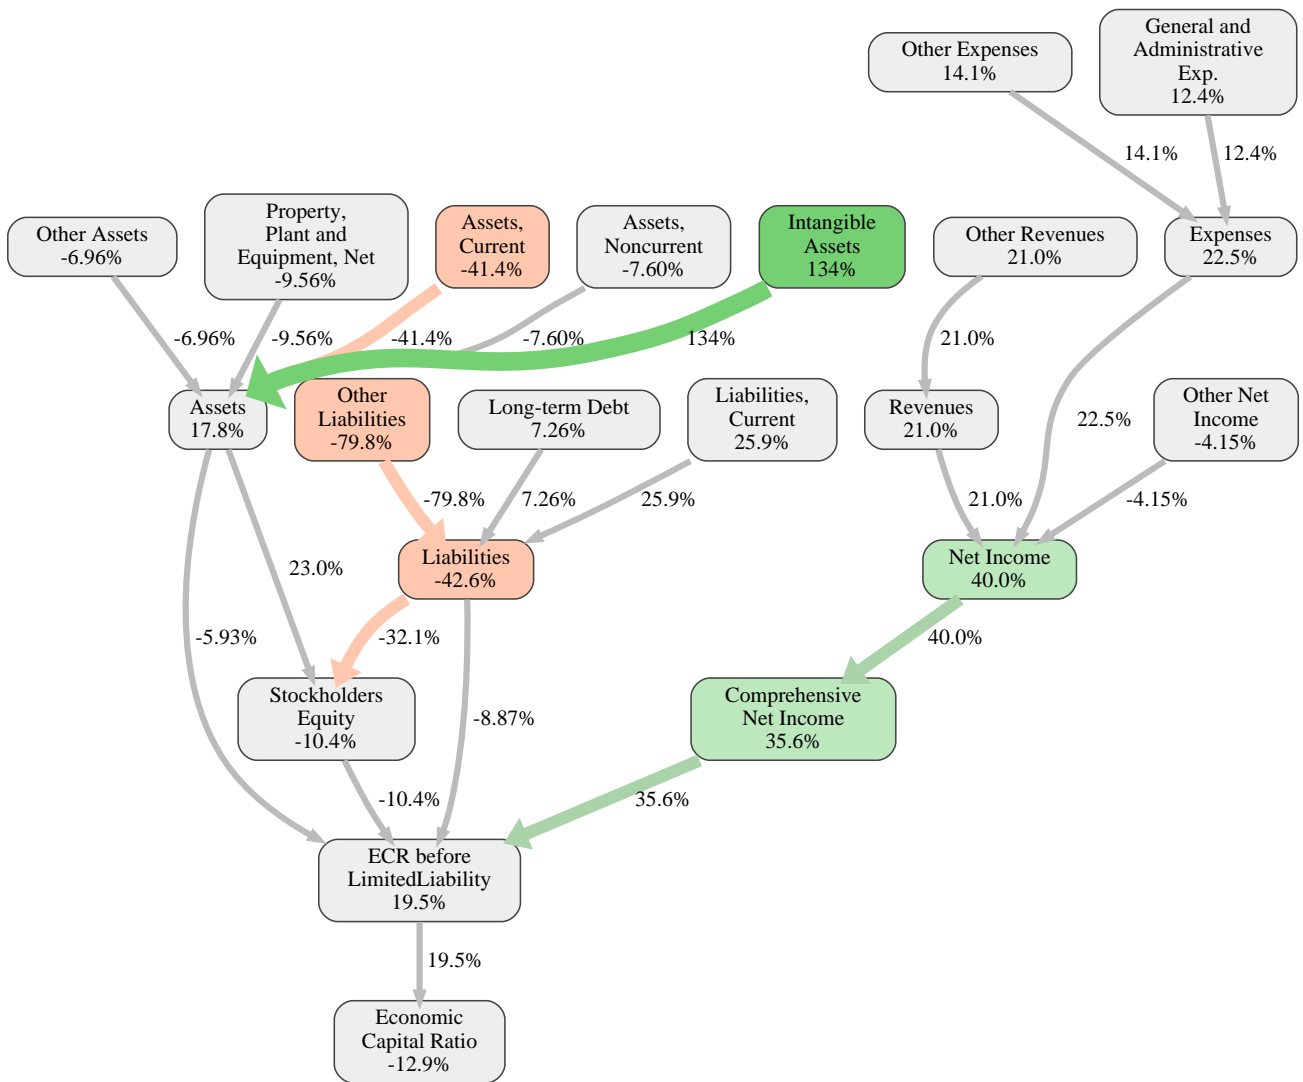 Other Expenses
14.1%
General and
Administrative
Exp.
12.4%
14.1%
12.4%
Other Assets
-6.96%
Property,
Plant and
Equipment, Net
-9.56%
Assets,
Current
-41.4%
Assets,
Noncurrent
-7.60%
Intangible
Assets
134%
Other Revenues
21.0%
Expenses
22.5%
-6.96%
-9.56%
-41.4%
-7.60%
134%
21.0%
22.5%
Assets
17.8%
Other
Liabilities
-79.8%
Long-term Debt
7.26%
Liabilities,
Current
25.9%
Revenues
21.0%
Other Net
Income
-4.15%
23.0%
-79.8%
7.26%
25.9%
21.0%
-4.15%
Liabilities
-42.6%
Net Income
40.0%
-5.93%
-32.1%
40.0%
Stockholders
Equity
-10.4%
-8.87%
Comprehensive
Net Income
35.6%
-10.4%
35.6%
ECR before
LimitedLiability
19.5%
19.5%
Economic
Capital Ratio
-12.9%